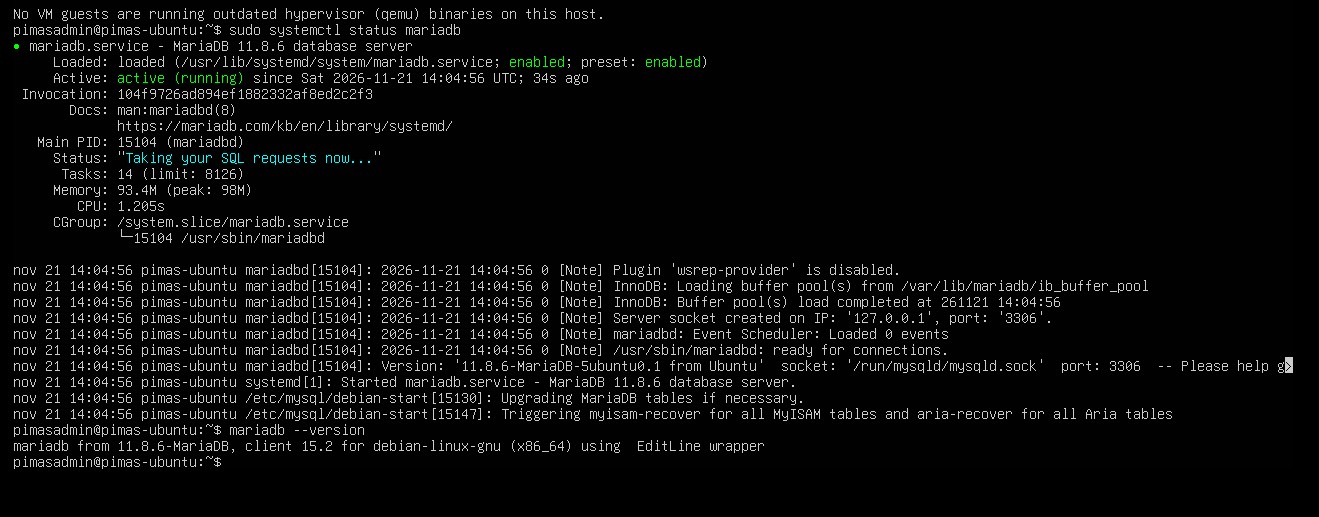 No VM guests are running outdated hypervisor (qemu) binaries on this host.
pimasadmin@pimas-ubuntu:~$ sudo systemctl status mariadb
● mariadb.service - MariaDB 11.8.6 database server
     Loaded: loaded (/usr/lib/systemd/system/mariadb.service; enabled; preset: enabled)
     Active: active (running) since Sat 2026-11-21 14:04:56 UTC; 34s ago
 Invocation: 104f9726ad894ef1882332af8ed2c2f3
       Docs: man:mariadbd(8)
             https://mariadb.com/kb/en/library/systemd/
   Main PID: 15104 (mariadbd)
     Status: "Taking your SQL requests now..."
      Tasks: 14 (limit: 8126)
     Memory: 93.4M (peak: 98M)
        CPU: 1.205s
     CGroup: /system.slice/mariadb.service
             └─15104 /usr/sbin/mariadbd

nov 21 14:04:56 pimas-ubuntu mariadbd[15104]: 2026-11-21 14:04:56 0 [Note] Plugin 'wsrep-provider' is disabled.
nov 21 14:04:56 pimas-ubuntu mariadbd[15104]: 2026-11-21 14:04:56 0 [Note] InnoDB: Loading buffer pool(s) from /var/lib/mariadb/ib_buffer_pool
nov 21 14:04:56 pimas-ubuntu mariadbd[15104]: 2026-11-21 14:04:56 0 [Note] InnoDB: Buffer pool(s) load completed at 261121 14:04:56
nov 21 14:04:56 pimas-ubuntu mariadbd[15104]: 2026-11-21 14:04:56 0 [Note] Server socket created on IP: '127.0.0.1', port: '3306'.
nov 21 14:04:56 pimas-ubuntu mariadbd[15104]: 2026-11-21 14:04:56 0 [Note] mariadbd: Event Scheduler: Loaded 0 events
nov 21 14:04:56 pimas-ubuntu mariadbd[15104]: 2026-11-21 14:04:56 0 [Note] /usr/sbin/mariadbd: ready for connections.
nov 21 14:04:56 pimas-ubuntu mariadbd[15104]: Version: '11.8.6-MariaDB-5ubuntu0.1 from Ubuntu'  socket: '/run/mysqld/mysqld.sock'  port: 3306  -- Please help g>
nov 21 14:04:56 pimas-ubuntu systemd[1]: Started mariadb.service - MariaDB 11.8.6 database server.
nov 21 14:04:56 pimas-ubuntu /etc/mysql/debian-start[15130]: Upgrading MariaDB tables if necessary.
nov 21 14:04:56 pimas-ubuntu /etc/mysql/debian-start[15147]: Triggering myisam-recover for all MyISAM tables and aria-recover for all Aria tables
pimasadmin@pimas-ubuntu:~$ mariadb --version
mariadb from 11.8.6-MariaDB, client 15.2 for debian-linux-gnu (x86_64) using  EditLine wrapper
pimasadmin@pimas-ubuntu:~$